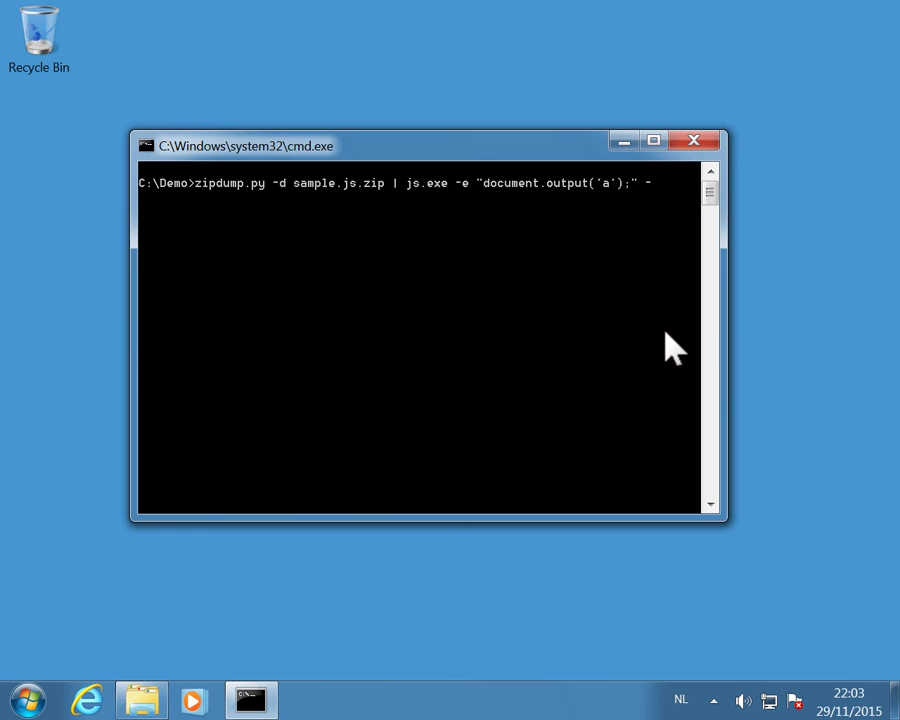 Recycle Bin
C:\Windows\system32\cmd.exe
C:\Demo>zipdump.py -d sample.js.zip | js.exe -e "document.output('a');" -
NL
22:03
29/11/2015